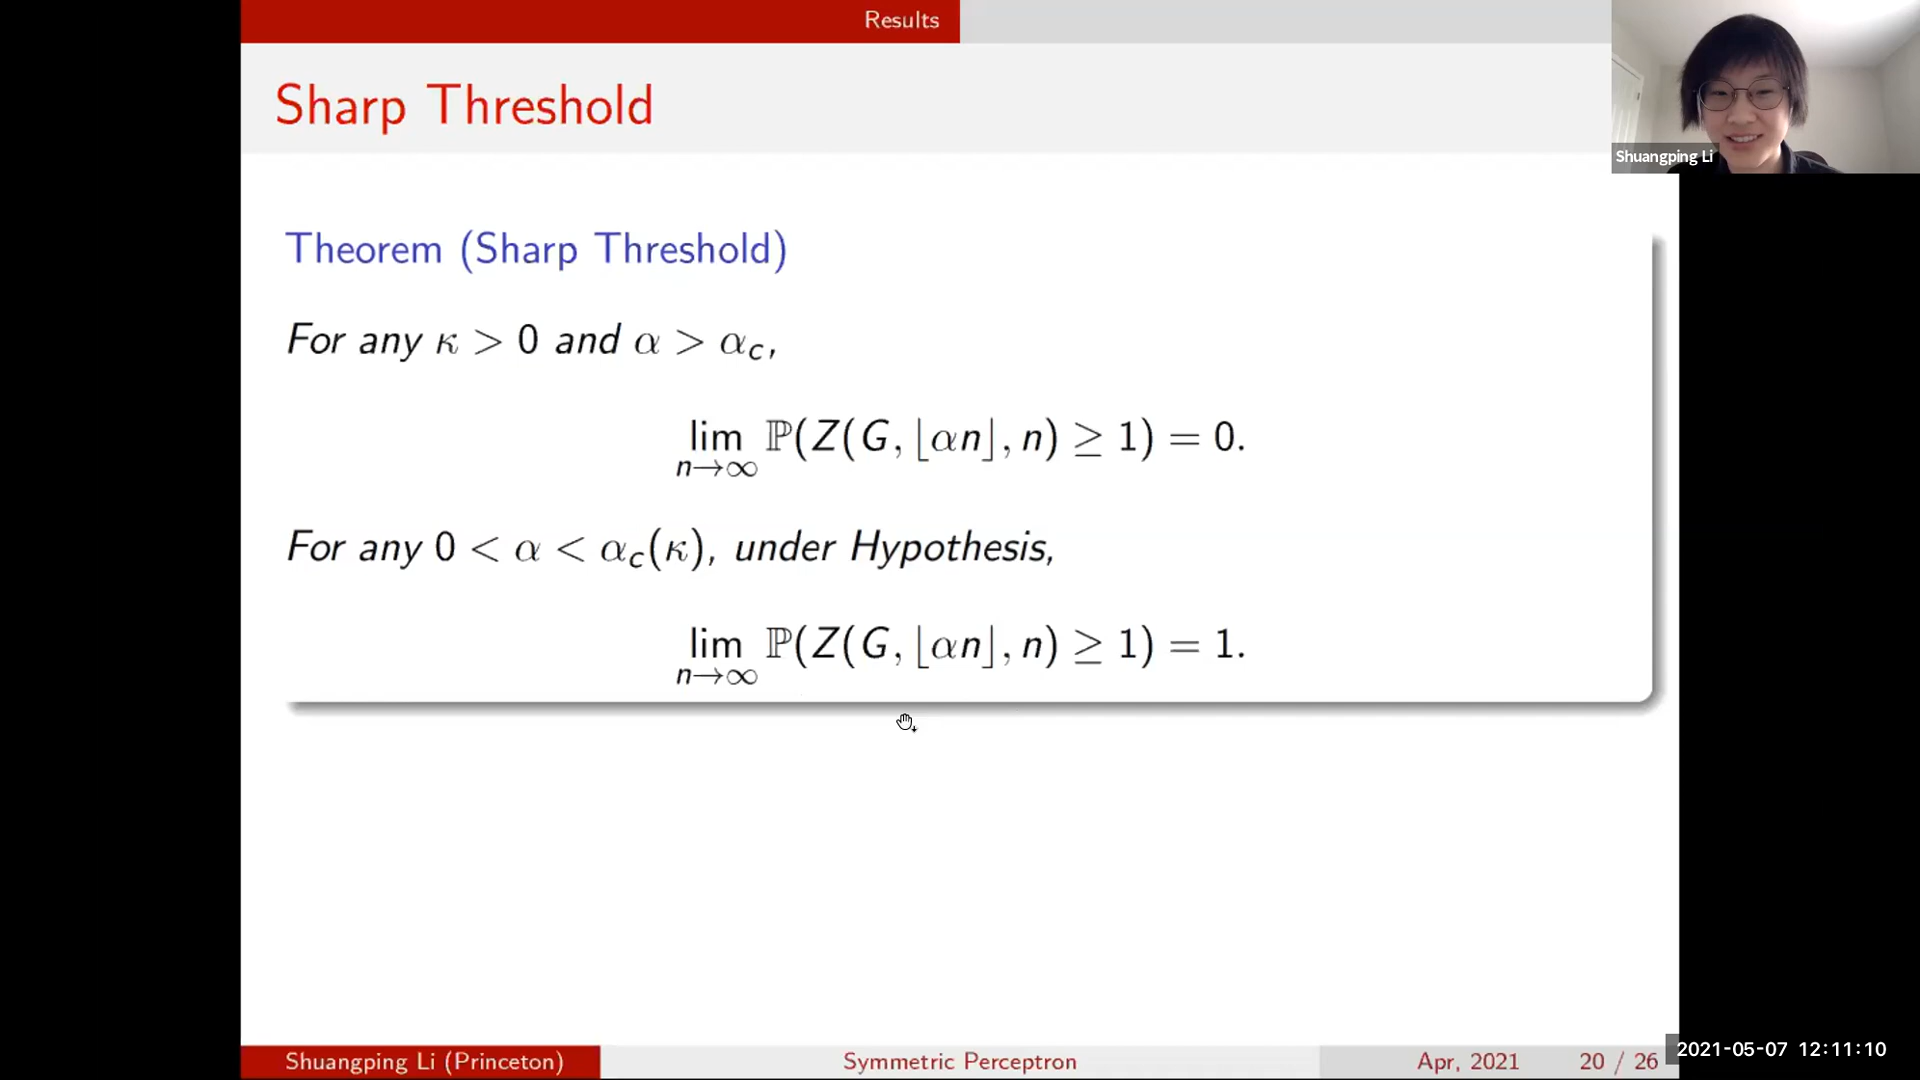 Results
Sharp Threshold
Shuangping Li
Theorem (Sharp Threshold)
For any κ > 0 and α > α_c,
lim_{n→∞} ℙ(Z(G, ⌊αn⌋, n) ≥ 1) = 0.
For any 0 < α < α_c(κ), under Hypothesis,
lim_{n→∞} ℙ(Z(G, ⌊αn⌋, n) ≥ 1) = 1.
Shuangping Li (Princeton) Symmetric Perceptron Apr, 2021 20 / 26
2021-05-07 12:11:10